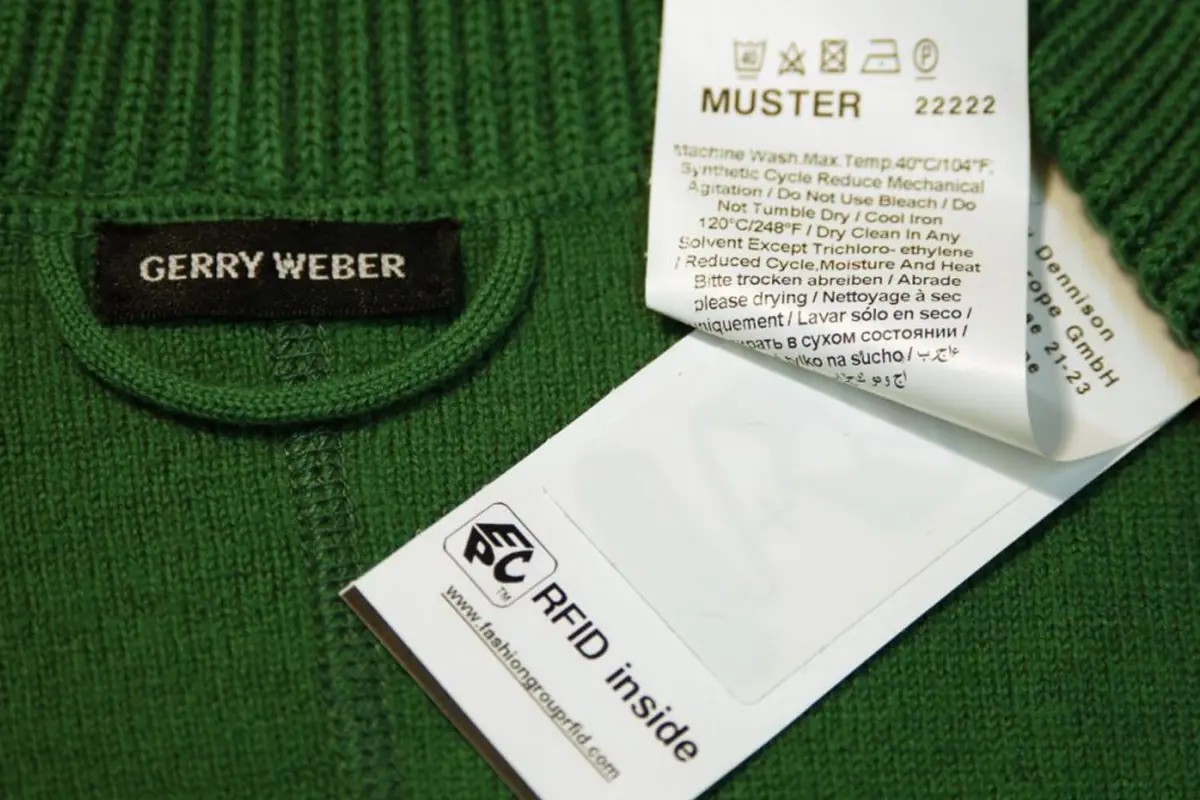 GERRY WEBER
40 P
MUSTER 22222
Machine Wash.Max.Temp.40°C/104°F.
Synthetic Cycle Reduce Mechanical
Agitation / Do Not Use Bleach / Do
Not Tumble Dry / Cool Iron
120°C/248°F / Dry Clean In Any
Solvent Except Trichloro- ethylene
/ Reduced Cycle,Moisture And Heat
Bitte trocken abreiben / Abrade
please drying / Nettoyage à sec
uniquement / Lavar sólo en seco /
в сухом состоянии /
tylko na sucho /
Dennison
GmbH
21-23
EPC
TM
RFID inside
www.fashiongrouprfid.com